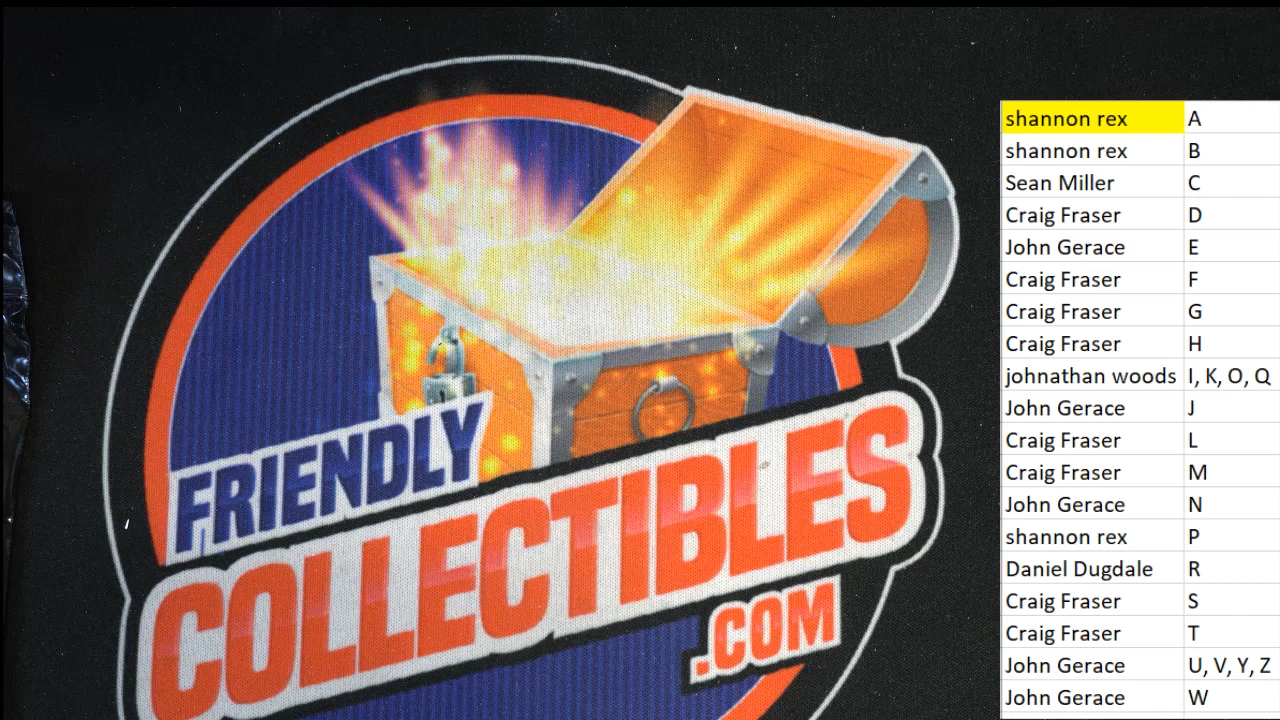 FRIENDLY
COLLECTIBLES
.COM
shannon rex A
shannon rex B
Sean Miller C
Craig Fraser D
John Gerace E
Craig Fraser F
Craig Fraser G
Craig Fraser H
johnathan woods I, K, O, Q
John Gerace J
Craig Fraser L
Craig Fraser M
John Gerace N
shannon rex P
Daniel Dugdale R
Craig Fraser S
Craig Fraser T
John Gerace U, V, Y, Z
John Gerace W